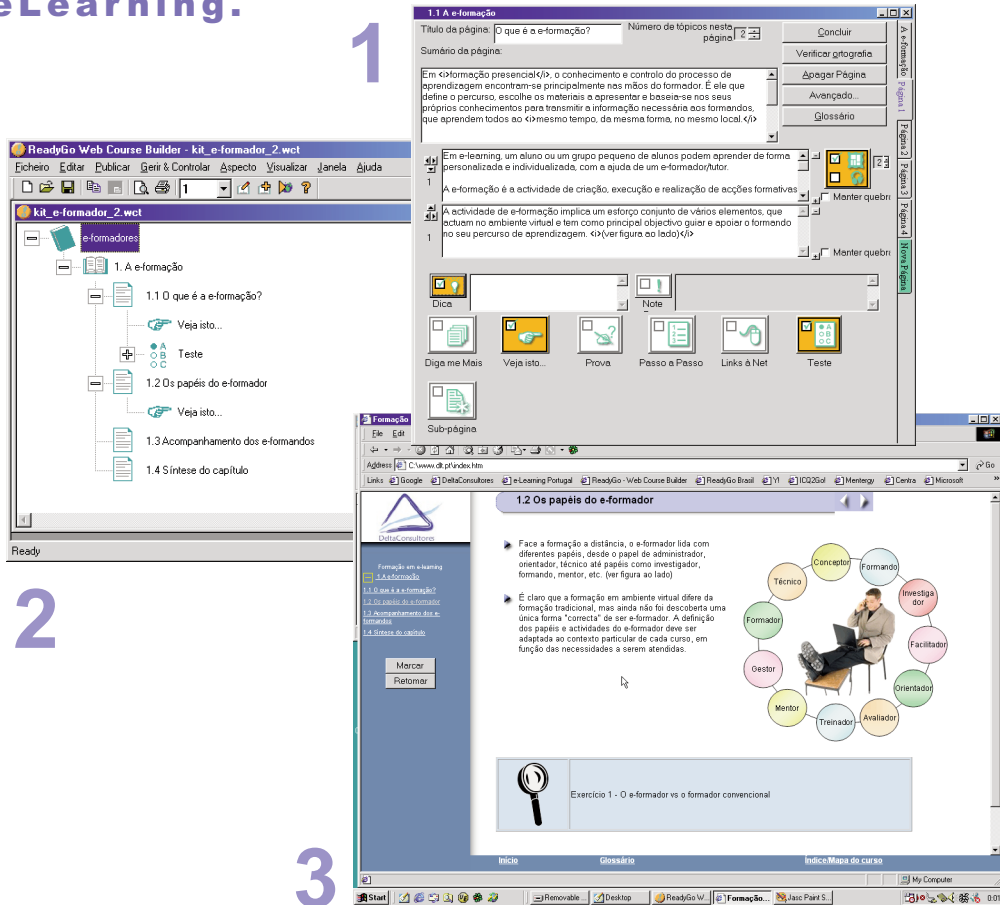 eLearning.
1
1.1 A e-formação
Título da página:
O que é a e-formação?
Número de tópicos nesta
página
2
Sumário da página:
Em <i>formação presencial</i>, o conhecimento e controlo do processo de
aprendizagem encontram-se principalmente nas mãos do formador. É ele que
define o percurso, escolhe os materiais a apresentar e baseia-se nos seus
próprios conhecimentos para transmitir a informação necessária aos formandos,
que aprendem todos ao <i>mesmo tempo, da mesma forma, no mesmo local.</i>
Concluir
Verificar ortografia
Apagar Página
Avançado...
Glossário
A e-formação
Página 1
Página 2
Página 3
Página 4
Nova Página
1
Em e-learning, um aluno ou um grupo pequeno de alunos podem aprender de forma
personalizada e individualizada, com a ajuda de um e-formador/tutor.
A e-formação é a actividade de criação, execução e realização de acções formativas
2
Manter quebr
1
A actividade de e-formação implica um esforço conjunto de vários elementos, que
actuam no ambiente virtual e tem como principal objectivo guiar e apoiar o formando
no seu percurso de aprendizagem. <i>(ver figura ao lado)</i>
Manter quebr
Dica
Note
Diga me Mais
Veja isto...
Prova
Passo a Passo
Links à Net
Teste
Sub-página
ReadyGo Web Course Builder - kit_e-formador_2.wct
Ficheiro Editar Publicar Gerir & Controlar Aspecto Visualizar Janela Ajuda
1
kit_e-formador_2.wct
e-formadores
1. A e-formação
1.1 O que é a e-formação?
Veja isto...
A
B
C
Teste
1.2 Os papéis do e-formador
Veja isto...
1.3 Acompanhamento dos e-formandos
1.4 Síntese do capítulo
Ready
2
Formação
File Edit
Address C:\www.dlt.pt\index.htm
Go
Links Google DeltaConsultores e-Learning Portugal ReadyGo - Web Course Builder ReadyGo Brasil Y! ICQ2Go! Mentergy Centra Microsoft
DeltaConsultores
Formação em e-learning
1.A e-formação
1.1 O que é a e-formação?
1.2 Os papéis do e-formador
1.3 Acompanhamento dos e-
formandos
1.4 Síntese do capítulo
Marcar
Retomar
1.2 Os papéis do e-formador
Face a formação a distância, o e-formador lida com
diferentes papéis, desde o papel de administrador,
orientador, técnico até papéis como investigador,
formando, mentor, etc. (ver figura ao lado)
É claro que a formação em ambiente virtual difere da
formação tradicional, mas ainda não foi descoberta uma
única forma "correcta" de ser e-formador. A definição
dos papéis e actividades do e-formador deve ser
adaptada ao contexto particular de cada curso, em
função das necessidades a serem atendidas.
Conceptor
Formando
Investiga
dor
Facilitador
Orientador
Avaliador
Treinador
Mentor
Gestor
Formador
Técnico
Exercício 1 - O e-formador vs o formador convencional
Início
Glossário
Índice/Mapa do curso
My Computer
3
Start
Removable ...
Desktop
ReadyGo W...
Formação...
Jasc Paint S...
0:01